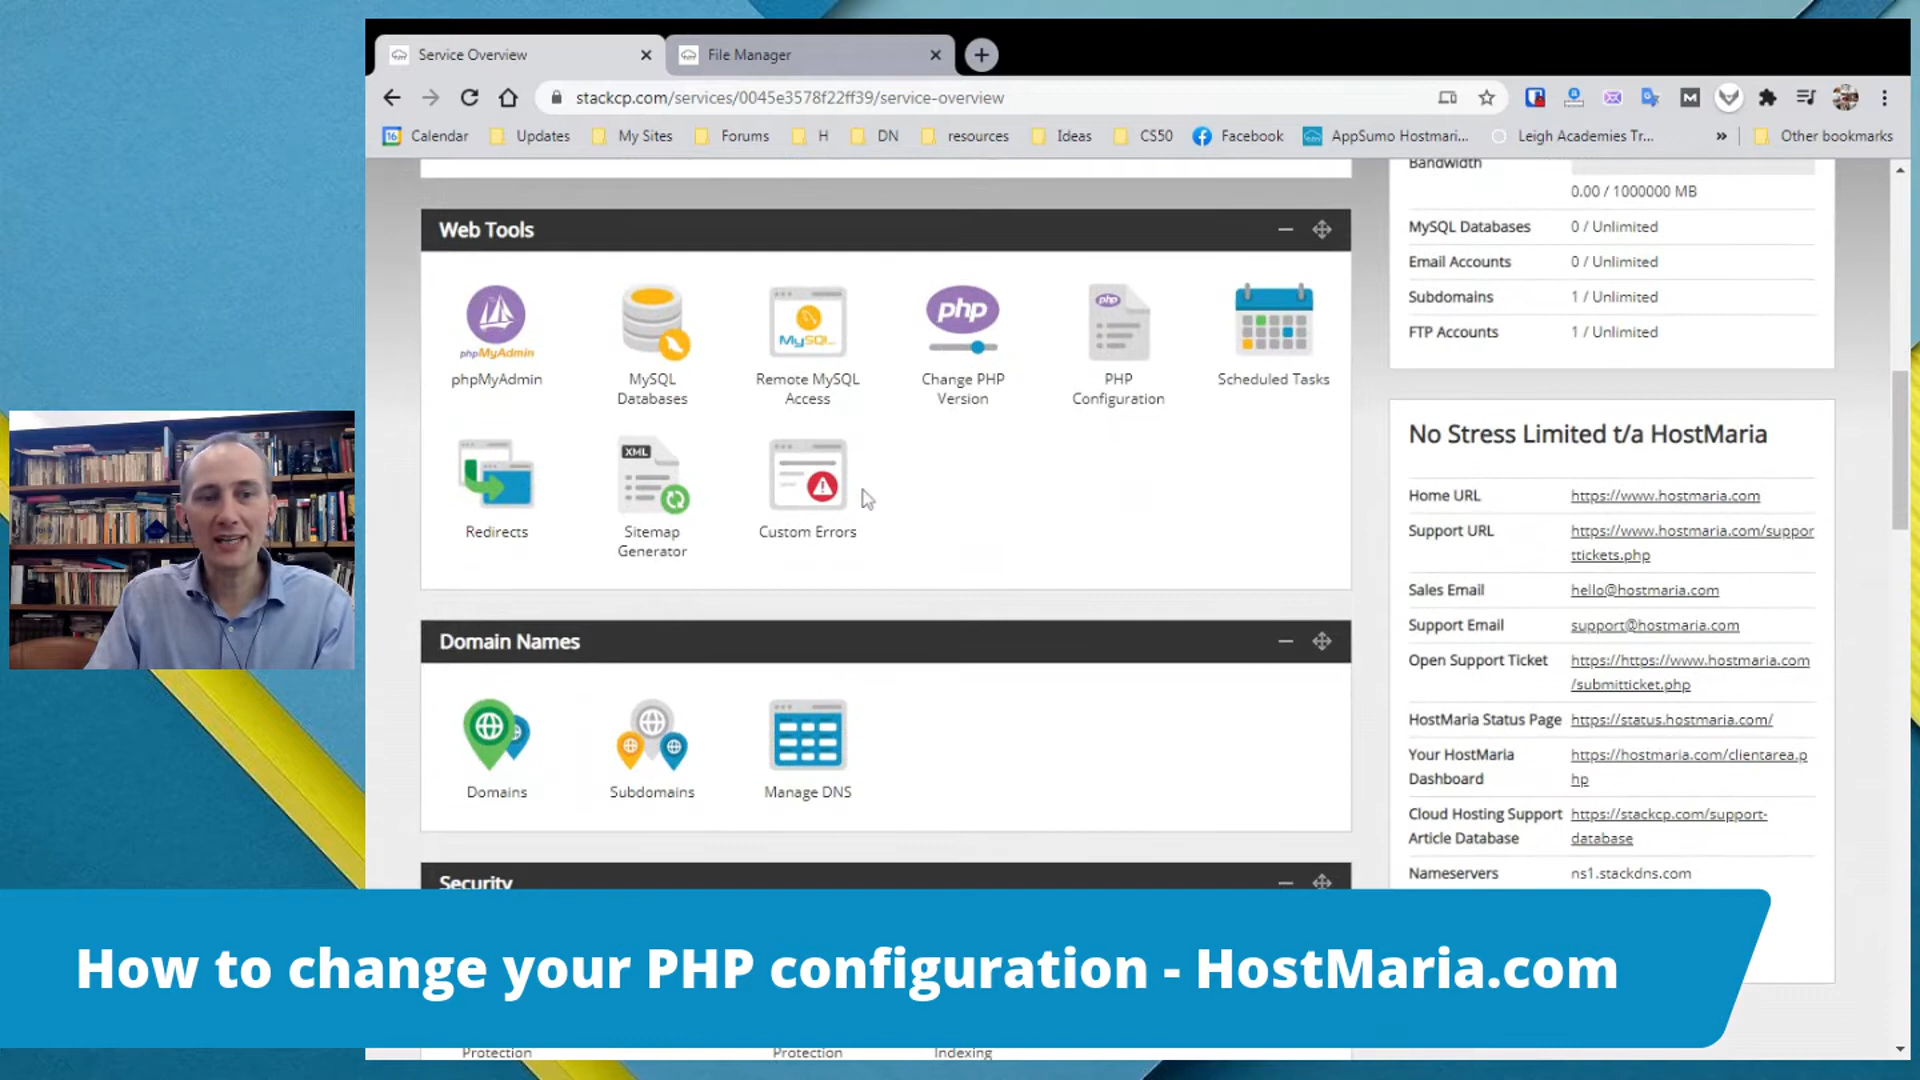 Service Overview
File Manager
stackcp.com/services/0045e3578f22ff39/service-overview
M
16 Calendar
Updates
My Sites
Forums
H
DN
resources
Ideas
CS50
Facebook
AppSumo Hostmari...
Leigh Academies Tr...
»
Other bookmarks
Web Tools
phpMyAdmin
MySQL
php
php
phpMyAdmin
MySQL
Databases
Remote MySQL
Access
Change PHP
Version
PHP
Configuration
Scheduled Tasks
XML
Redirects
Sitemap
Generator
Custom Errors
Domain Names
Domains
Subdomains
Manage DNS
Security
Protection
Protection
Indexing
Bandwidth
0.00 / 1000000 MB
MySQL Databases 0 / Unlimited
Email Accounts 0 / Unlimited
Subdomains 1 / Unlimited
FTP Accounts 1 / Unlimited
No Stress Limited t/a HostMaria
Home URL https://www.hostmaria.com
Support URL https://www.hostmaria.com/suppor
ttickets.php
Sales Email hello@hostmaria.com
Support Email support@hostmaria.com
Open Support Ticket https://https://www.hostmaria.com
/submitticket.php
HostMaria Status Page https://status.hostmaria.com/
Your HostMaria https://hostmaria.com/clientarea.p
Dashboard hp
Cloud Hosting Support https://stackcp.com/support-
Article Database database
Nameservers ns1.stackdns.com
How to change your PHP configuration - HostMaria.com